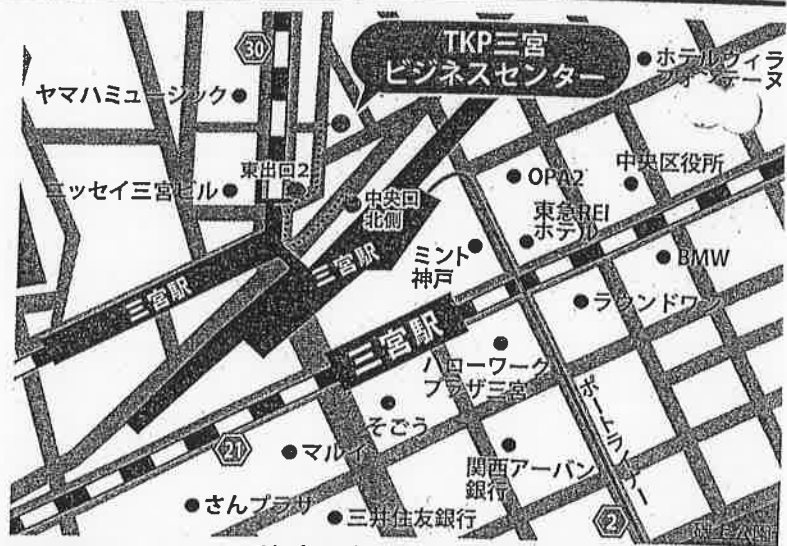 30
TKP三宮
ビジネスセンター
ホテルヴィラ
フォンテーヌ
ヤマハミュージック
東出口2
ニッセイ三宮ビル
中央口
北側
OPA2
中央区役所
東急REI
ホテル
ミント
神戸
BMW
三宮駅
三宮駅
三宮駅
ラウンドワン
ハローワーク
プラザ三宮
そごう
ポートライナー
21
マルイ
関西アーバン
銀行
さんプラザ
三井住友銀行
2